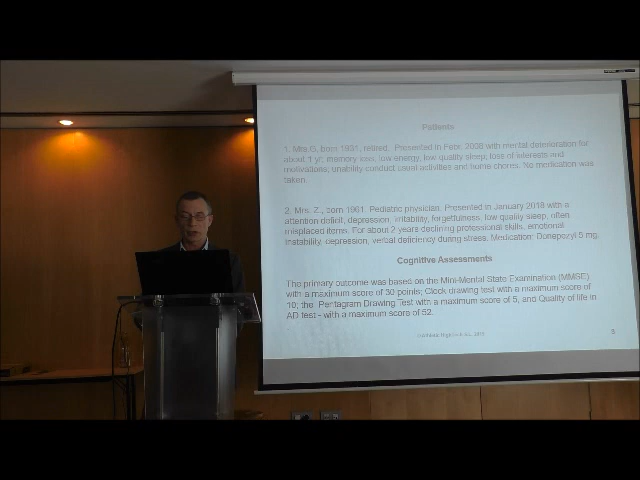 Patients
1. Mrs. G, born 1931, retired. Presented in Febr. 2008 with mental deterioration for
about 1 yr: memory loss, low energy, low quality sleep, loss of interests and
motivations, unability conduct usual activities and home chores. No medication was
taken.
2. Mrs. Z., born 1961. Pediatric physician. Presented in January 2018 with a
attention deficit, depression, irritability, forgetfulness, low quality sleep, often
misplaced items. For about 2 years declining professional skills, emotional
instability, depression, verbal deficiency during stress. Medication: Donepezyl 5 mg.
Cognitive Assessments
The primary outcome was based on the Mini-Mental State Examination (MMSE)
with a maximum score of 30 points; Clock drawing test with a maximum score of
10; the Pentagram Drawing Test with a maximum score of 5, and Quality of life in
AD test - with a maximum score of 52.
8